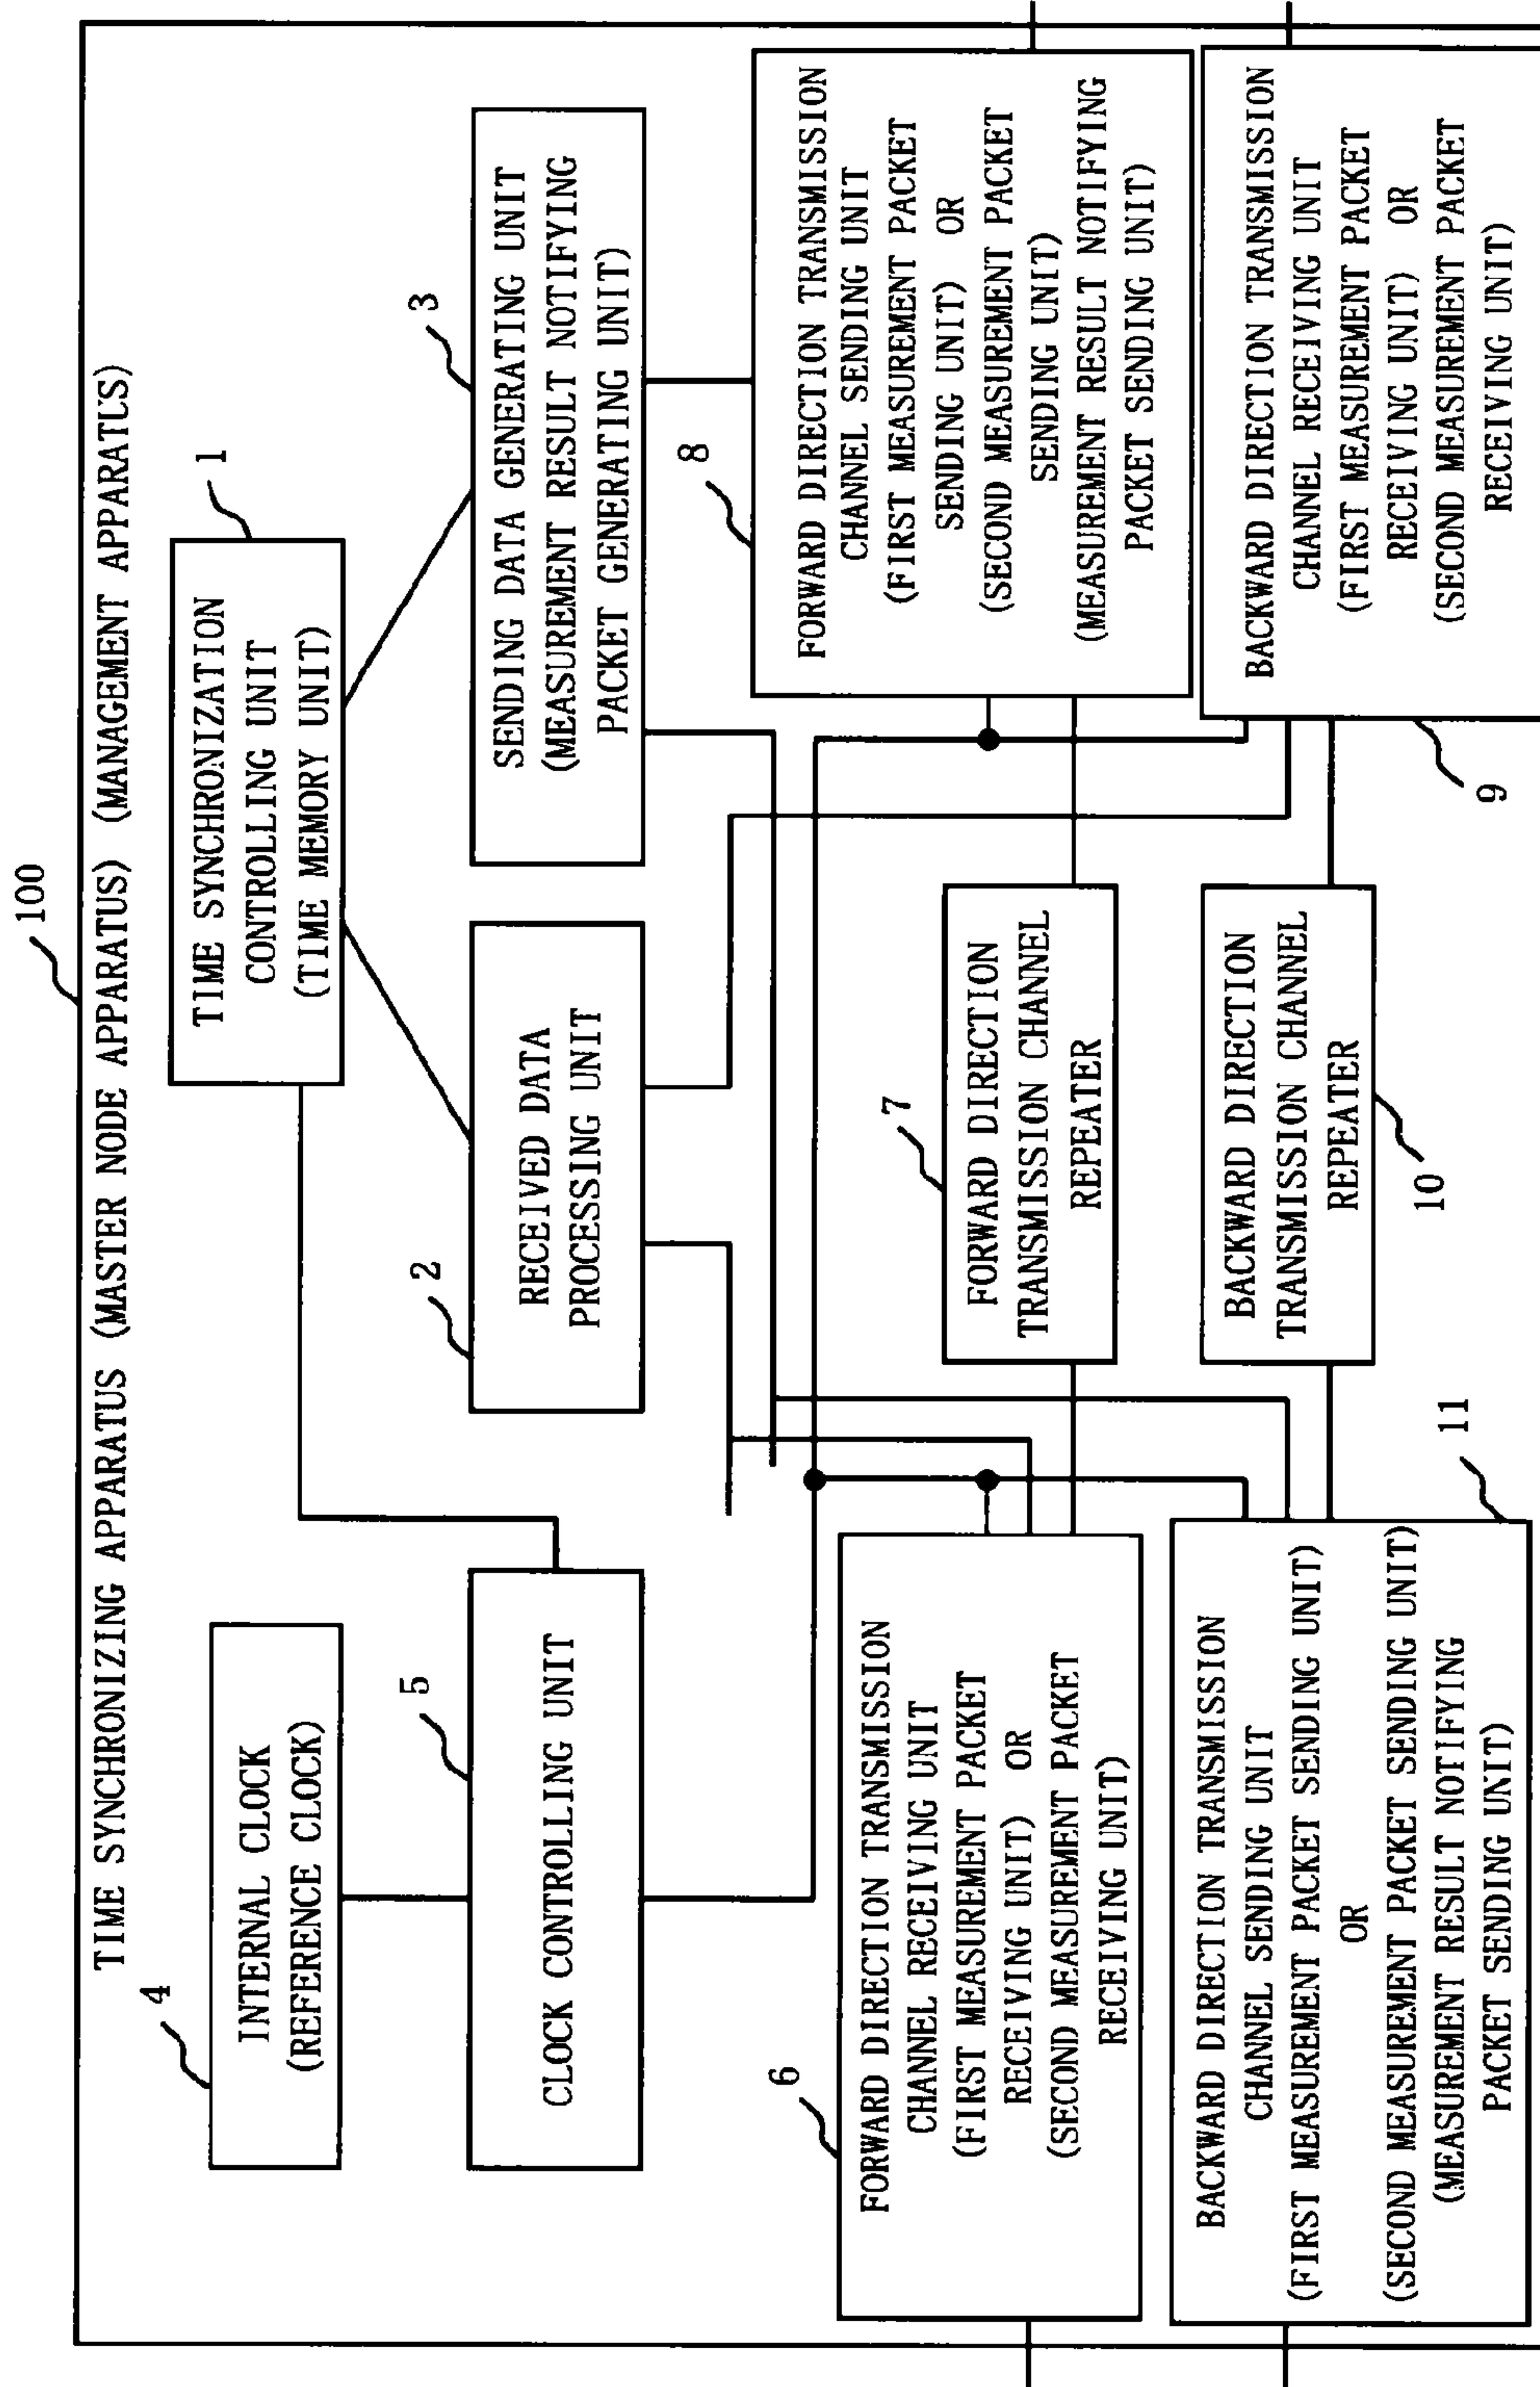 100
TIME SYNCHRONIZING APPARATUS (MASTER NODE APPARATUS) (MANAGEMENT APPARATUS)
4
INTERNAL CLOCK
(REFERENCE CLOCK)
1
TIME SYNCHRONIZATION
CONTROLLING UNIT
(TIME MEMORY UNIT)
5
CLOCK CONTROLLING UNIT
2
RECEIVED DATA
PROCESSING UNIT
3
SENDING DATA GENERATING UNIT
(MEASUREMENT RESULT NOTIFYING
PACKET GENERATING UNIT)
6
FORWARD DIRECTION TRANSMISSION
CHANNEL RECEIVING UNIT
(FIRST MEASUREMENT PACKET
RECEIVING UNIT) OR
(SECOND MEASUREMENT PACKET
RECEIVING UNIT)
7
FORWARD DIRECTION
TRANSMISSION CHANNEL
REPEATER
8
FORWARD DIRECTION TRANSMISSION
CHANNEL SENDING UNIT
(FIRST MEASUREMENT PACKET
SENDING UNIT) OR
(SECOND MEASUREMENT PACKET
SENDING UNIT)
(MEASUREMENT RESULT NOTIFYING
PACKET SENDING UNIT)
11
BACKWARD DIRECTION TRANSMISSION
CHANNEL SENDING UNIT
(FIRST MEASUREMENT PACKET SENDING UNIT)
OR
(SECOND MEASUREMENT PACKET SENDING UNIT)
(MEASUREMENT RESULT NOTIFYING
PACKET SENDING UNIT)
BACKWARD DIRECTION
TRANSMISSION CHANNEL
REPEATER
10
BACKWARD DIRECTION TRANSMISSION
CHANNEL RECEIVING UNIT
(FIRST MEASUREMENT PACKET
RECEIVING UNIT) OR
(SECOND MEASUREMENT PACKET
RECEIVING UNIT)
9